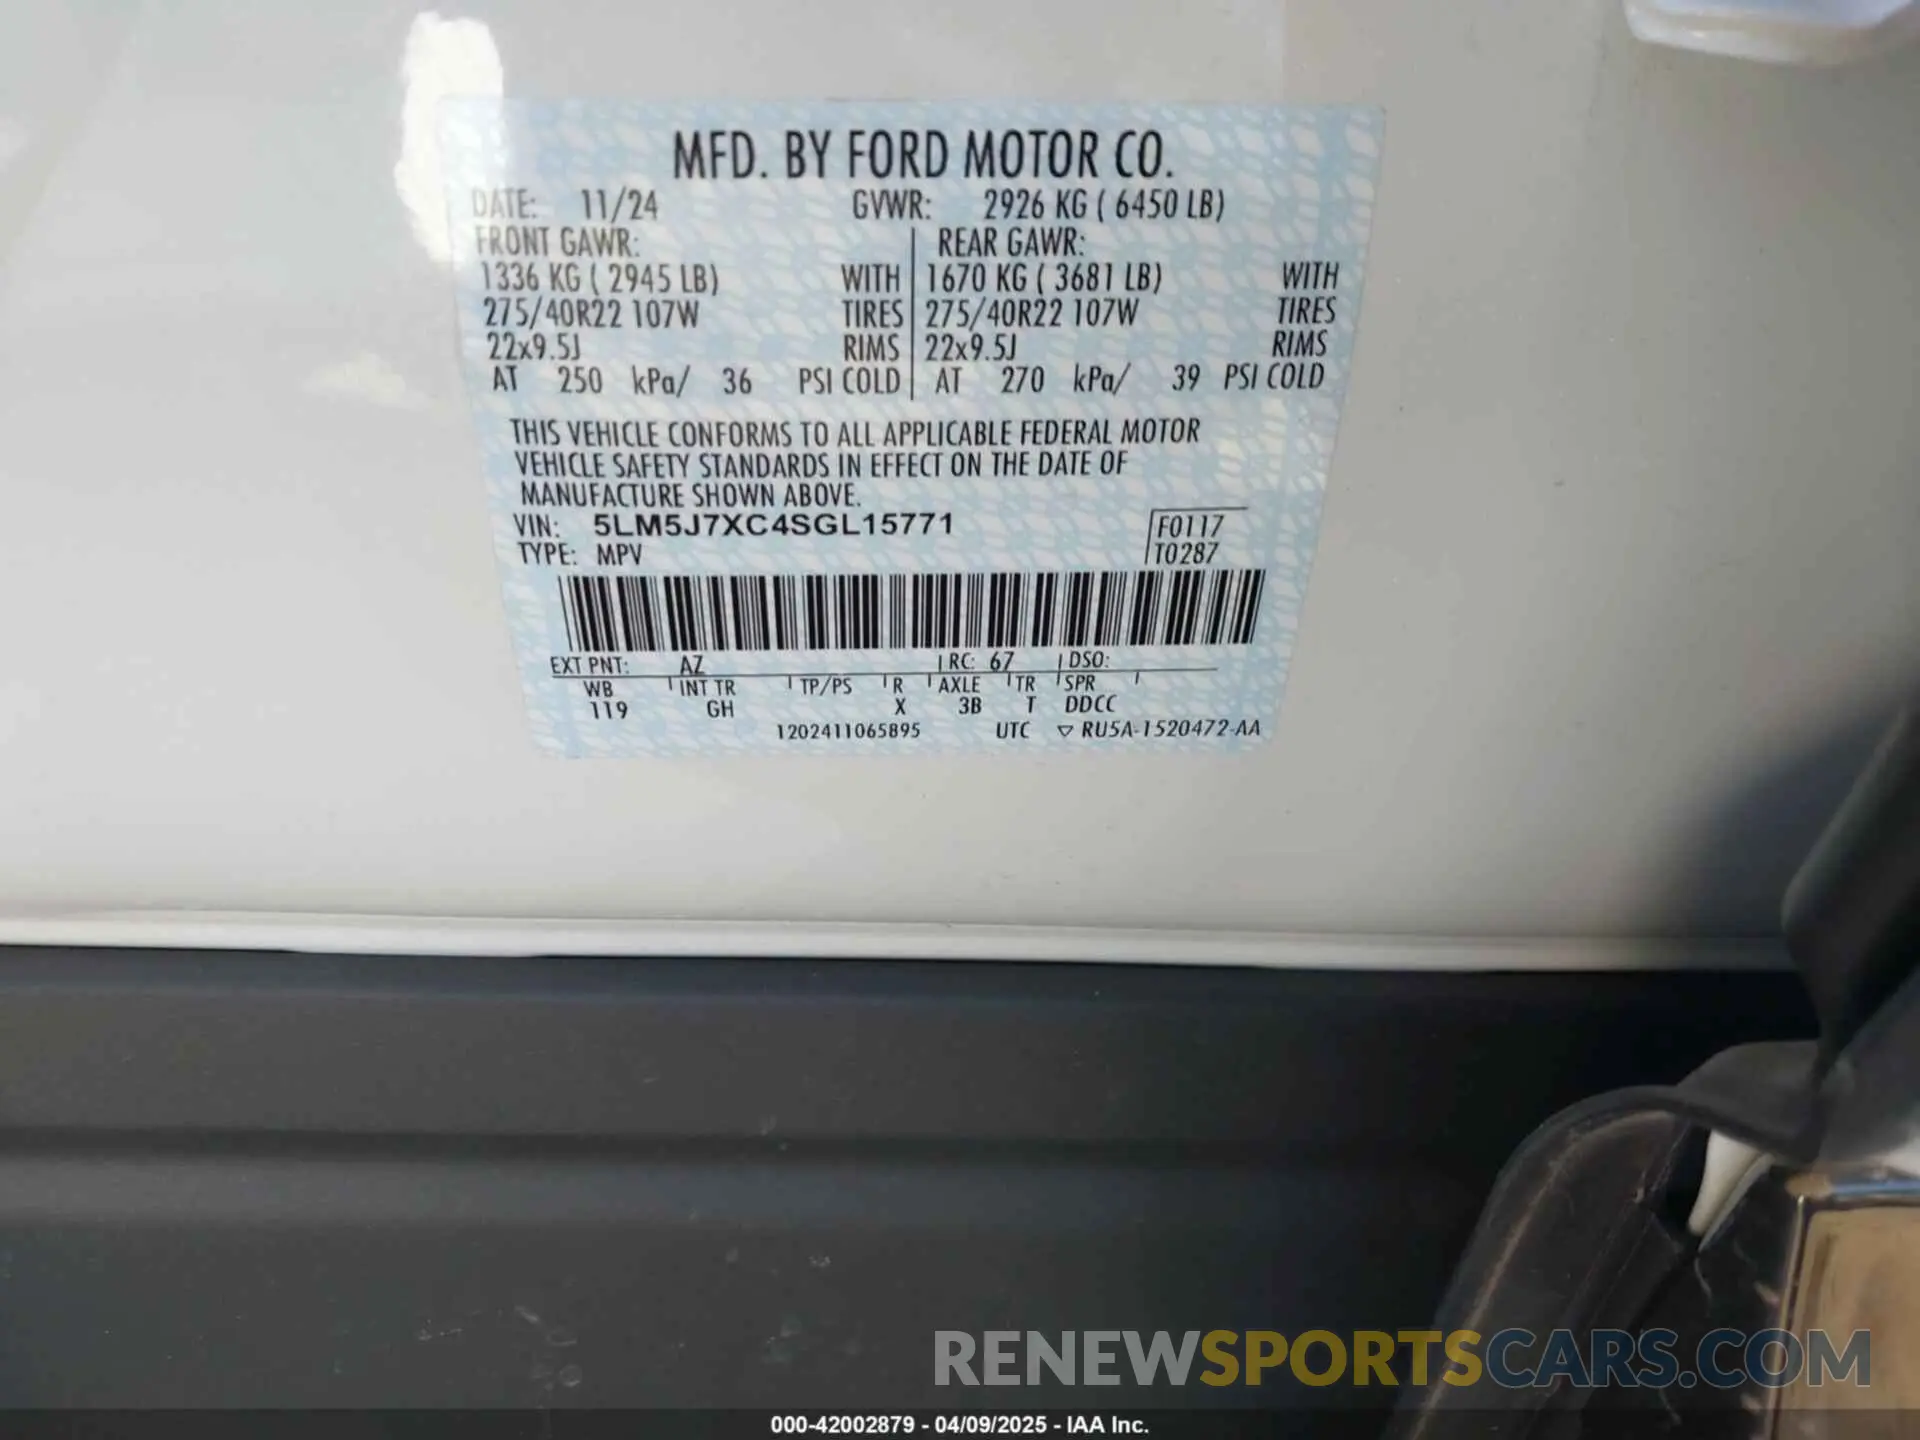 MFD. BY FORD MOTOR CO.
DATE: 11/24 GVWR: 2926 KG ( 6450 LB)
FRONT GAWR: REAR GAWR:
1336 KG ( 2945 LB) WITH 1670 KG ( 3681 LB) WITH
275/40R22 107W TIRES 275/40R22 107W TIRES
22x9.5J RIMS 22x9.5J RIMS
AT 250 kPa/ 36 PSI COLD AT 270 kPa/ 39 PSI COLD
THIS VEHICLE CONFORMS TO ALL APPLICABLE FEDERAL MOTOR
VEHICLE SAFETY STANDARDS IN EFFECT ON THE DATE OF
MANUFACTURE SHOWN ABOVE.
VIN: 5LM5J7XC4SGL15771 F0117
TYPE: MPV T0287
EXT PNT: AZ RC: 67 DSO:
WB INT TR TP/PS R AXLE TR SPR
119 GH X 3B T DDCC
1202411065895 UTC ▽ RU5A-1520472-AA
RENEWSPORTSCARS.COM
000-42002879 - 04/09/2025 - IAA Inc.